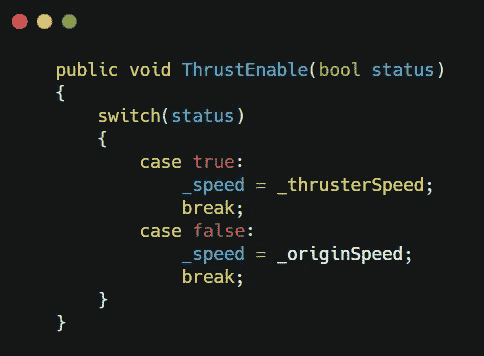 public void ThrustEnable(bool status)
{
    switch(status)
    {
        case true:
            _speed = _thrusterSpeed;
            break;
        case false:
            _speed = _originSpeed;
            break;
    }
}